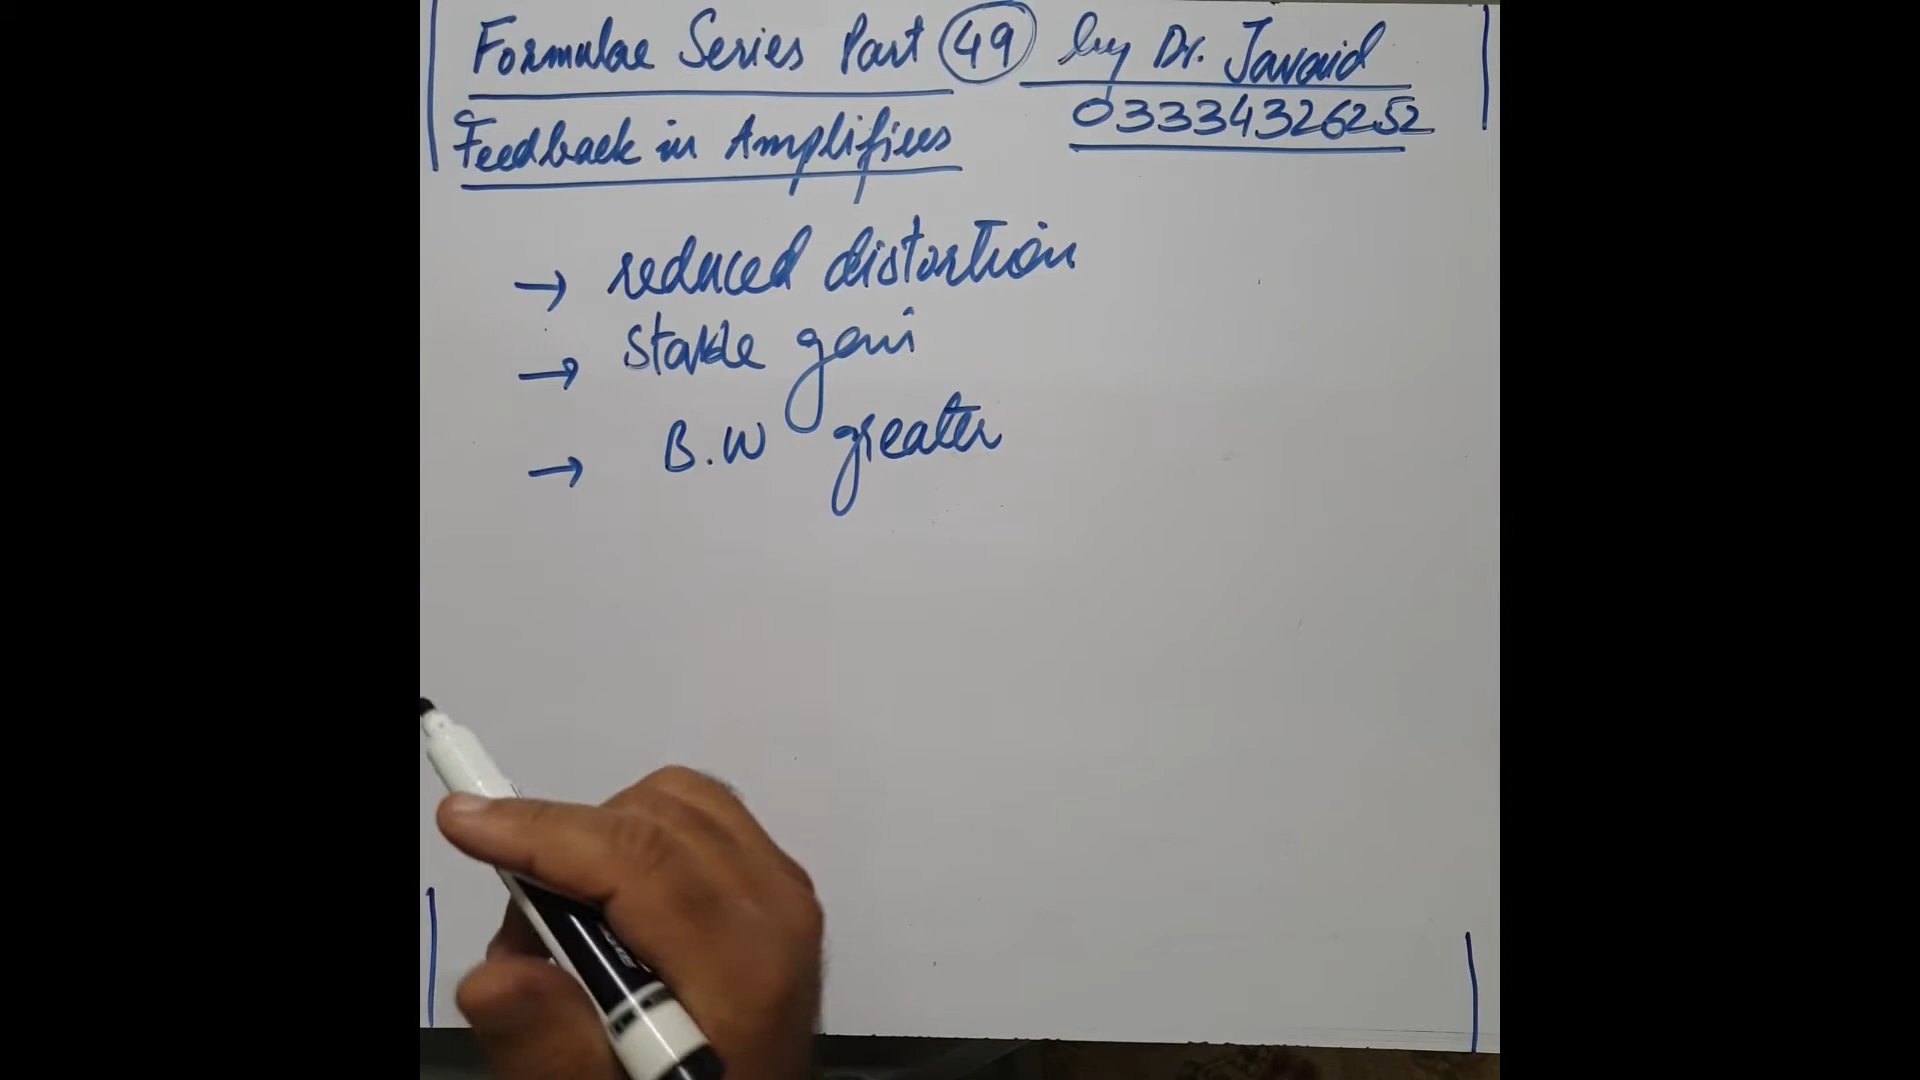 Formulae Series Part 49 by Dr. Javaid
03334326252
Feedback in Amplifiers
→ reduced distortion
→ Stable gain
→ B.W greater